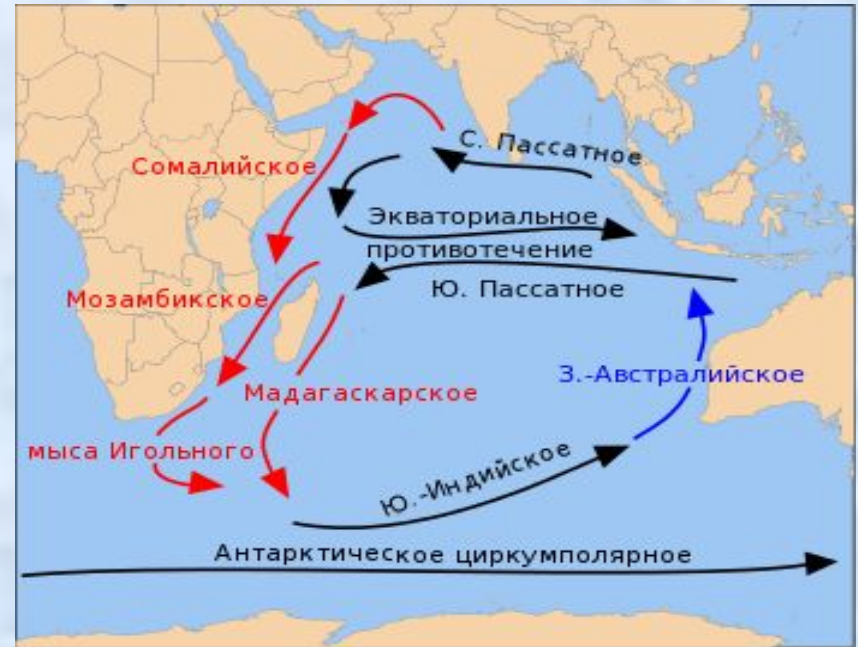 С. Пассатное
Сомалийское
Экваториальное
противотечение
Ю. Пассатное
Мозамбикское
З.-Австралийское
Мадагаскарское
мыса Игольного
Ю.-Индийское
Антарктическое циркумполярное